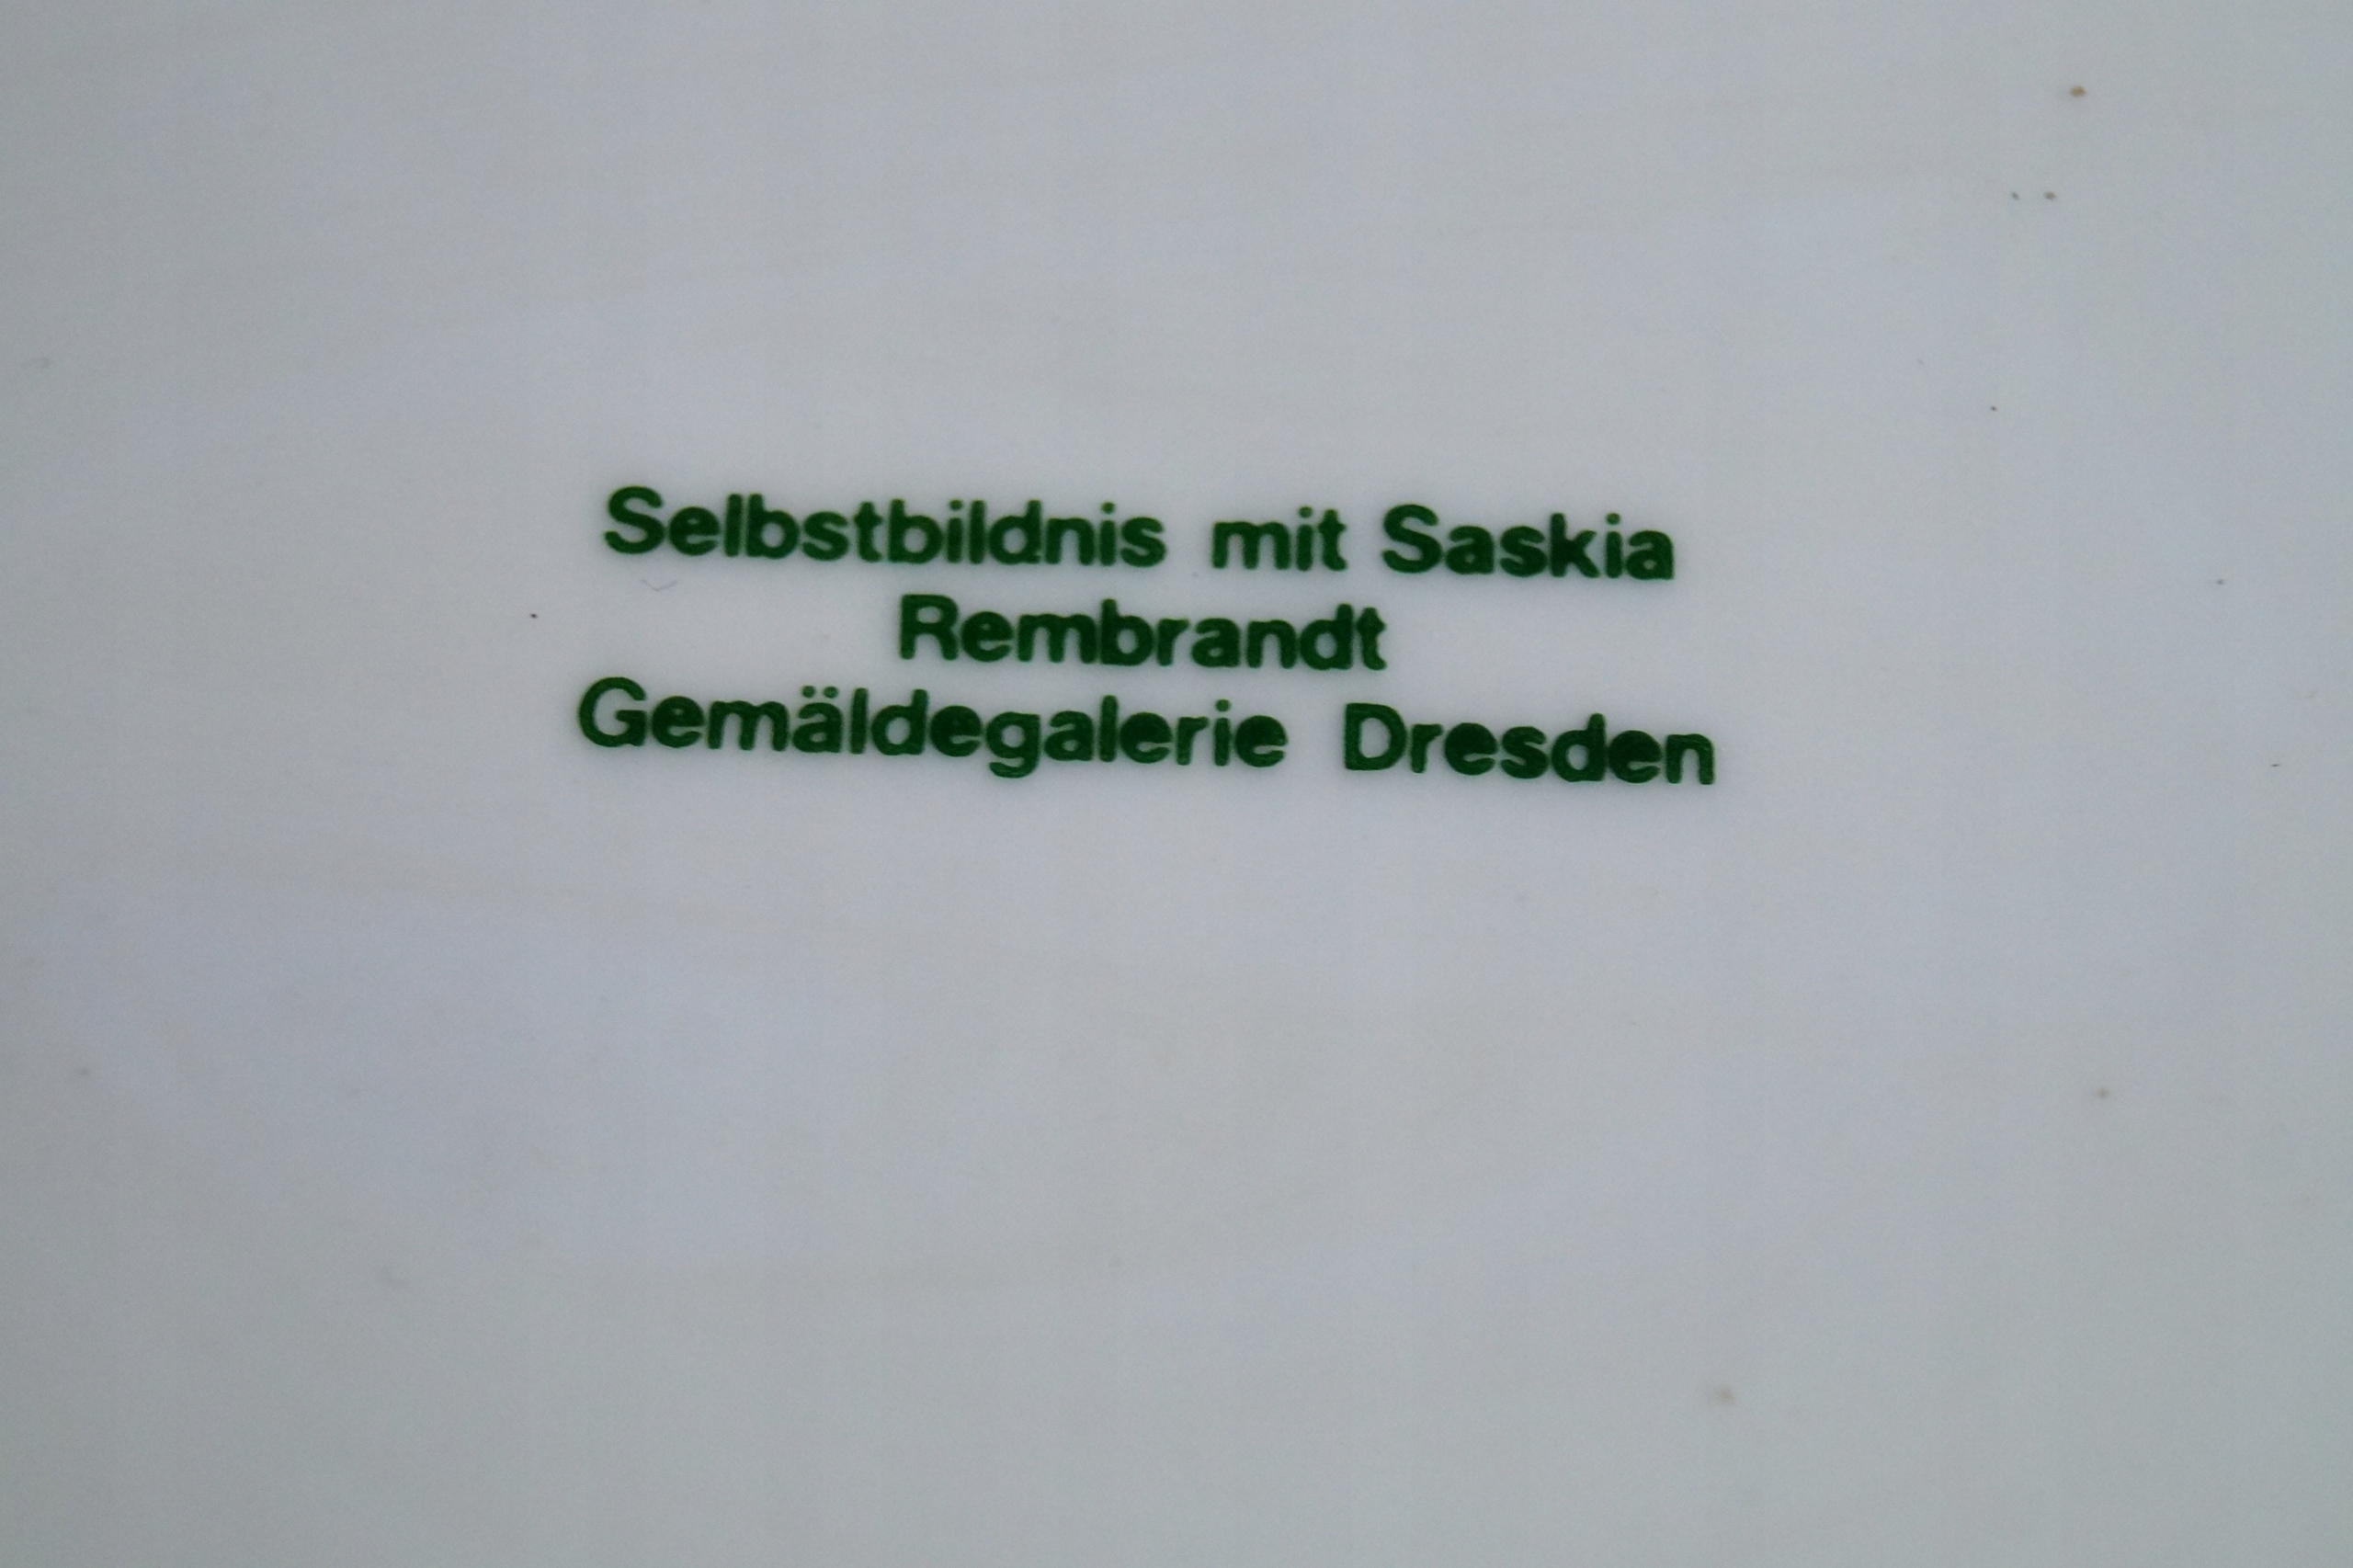 Selbstbildnis mit Saskia
Rembrandt
Gemäldegalerie Dresden